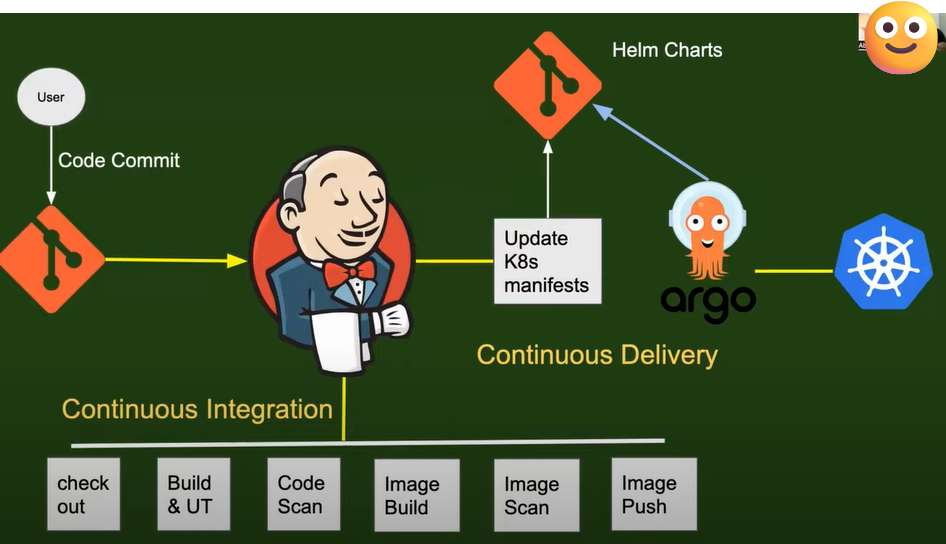 User
Code Commit
Helm Charts
Update
K8s
manifests
argo
Continuous Delivery
Continuous Integration
check
out
Build
& UT
Code
Scan
Image
Build
Image
Scan
Image
Push